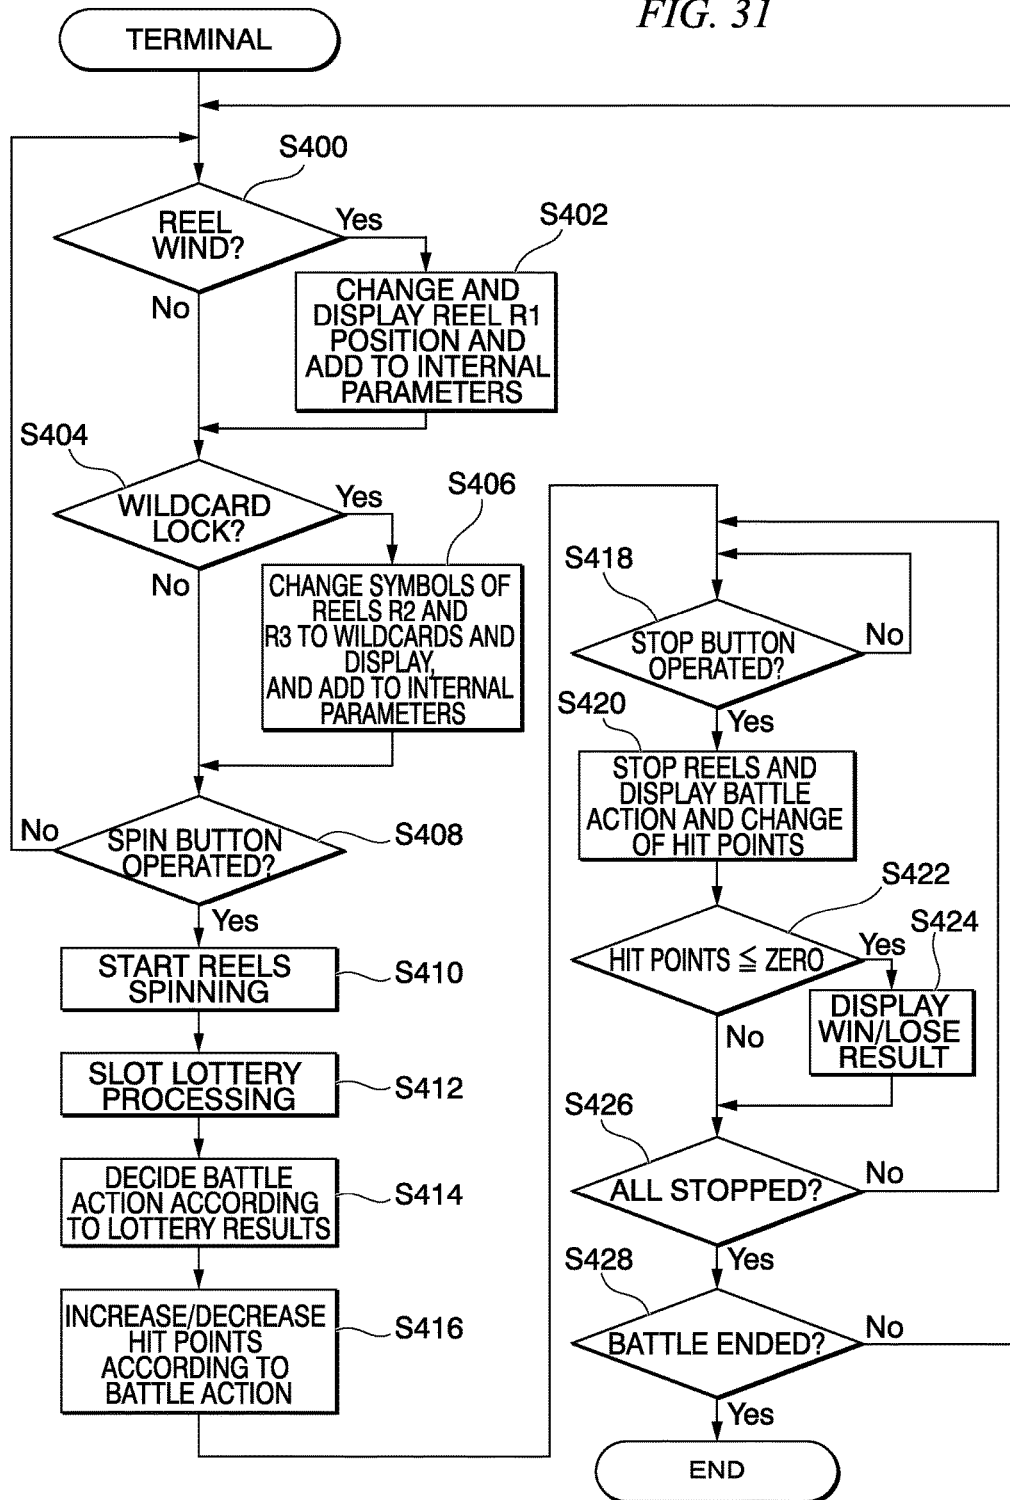 FIG. 31
TERMINAL
S400
REEL
WIND?
Yes
No
S402
CHANGE AND
DISPLAY REEL R1
POSITION AND
ADD TO INTERNAL
PARAMETERS
S404
WILDCARD
LOCK?
Yes
No
S406
CHANGE SYMBOLS OF
REELS R2 AND
R3 TO WILDCARDS AND
DISPLAY,
AND ADD TO INTERNAL
PARAMETERS
No
SPIN BUTTON
OPERATED?
S408
Yes
START REELS
SPINNING
S410
SLOT LOTTERY
PROCESSING
S412
DECIDE BATTLE
ACTION ACCORDING
TO LOTTERY RESULTS
S414
INCREASE/DECREASE
HIT POINTS
ACCORDING TO
BATTLE ACTION
S416
S418
STOP BUTTON
OPERATED?
No
Yes
S420
STOP REELS AND
DISPLAY BATTLE
ACTION AND CHANGE
OF HIT POINTS
S422
HIT POINTS ≦ ZERO
Yes
No
S424
DISPLAY
WIN/LOSE
RESULT
S426
ALL STOPPED?
No
Yes
S428
BATTLE ENDED?
No
Yes
END